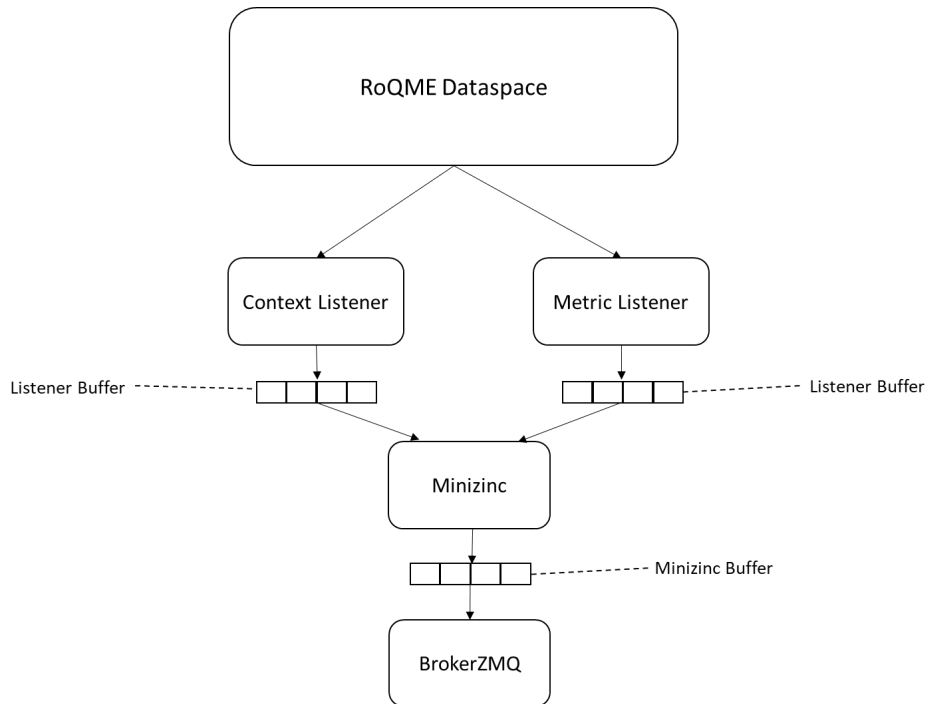 RoQME Dataspace
Context Listener
Metric Listener
Listener Buffer
Listener Buffer
Minizinc
Minizinc Buffer
BrokerZMQ